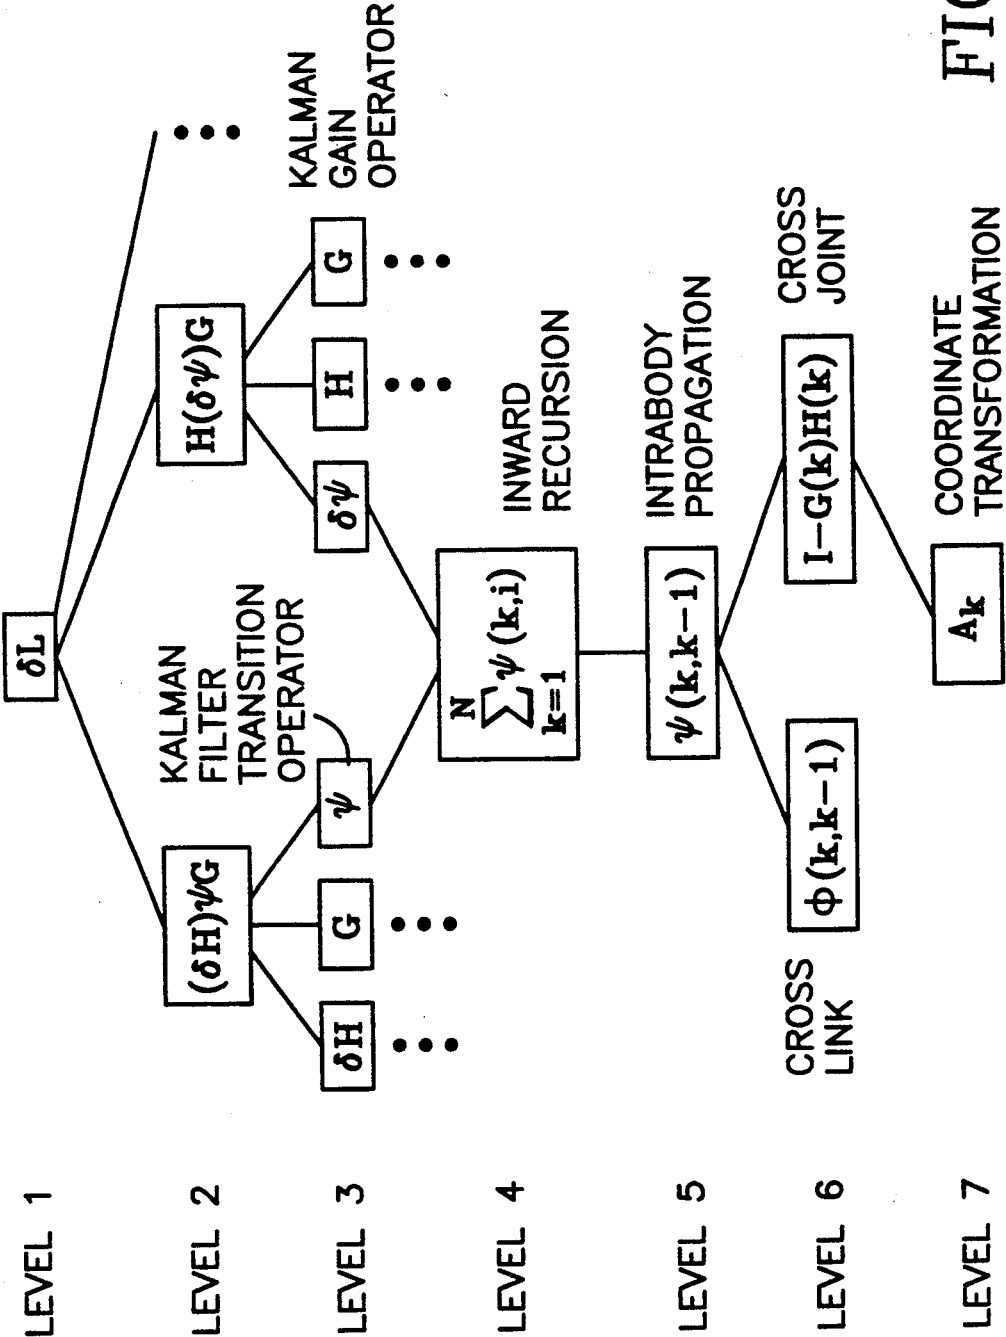 LEVEL 1
δL
LEVEL 2
(δH)ψG
H(δψ)G
KALMAN
FILTER
TRANSITION
OPERATOR
KALMAN
GAIN
OPERATOR
LEVEL 3
δH
G
ψ
δψ
H
G
LEVEL 4
N
∑ ψ(k,i)
k=1
INWARD
RECURSION
LEVEL 5
ψ(k,k−1)
INTRABODY
PROPAGATION
LEVEL 6
CROSS
LINK
Φ(k,k−1)
I−G(k)H(k)
CROSS
JOINT
LEVEL 7
Aₖ
COORDINATE
TRANSFORMATION